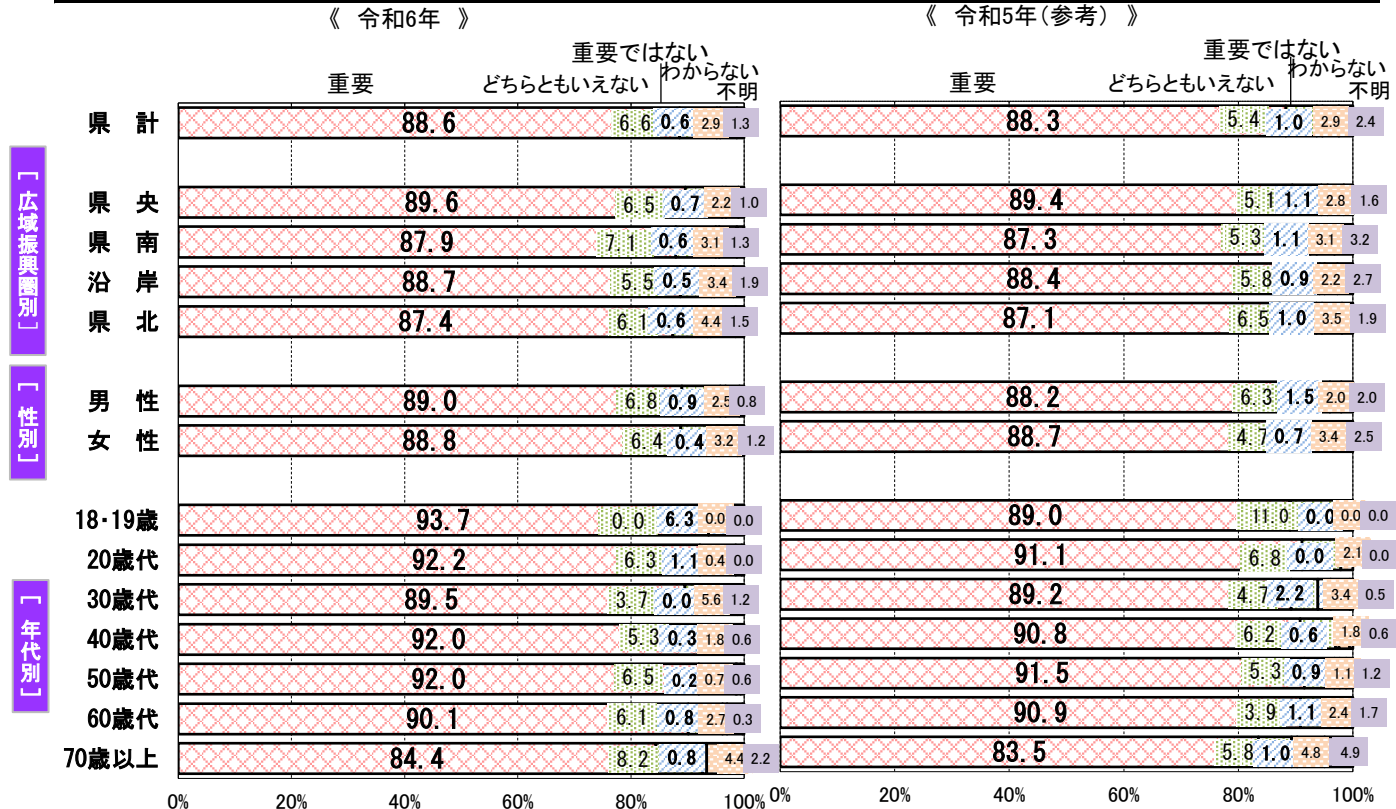 《 令和6年 》
《 令和5年(参考) 》
重要
どちらともいえない
重要ではない
わからない
不明
重要
どちらともいえない
重要ではない
わからない
不明
県 計 88.6 6.6 0.6 2.9 1.3 88.3 5.4 1.0 2.9 2.4
[広域振興圏別]
県 央 89.6 6.5 0.7 2.2 1.0 89.4 5.1 1.1 2.8 1.6
県 南 87.9 7.1 0.6 3.1 1.3 87.3 5.3 1.1 3.1 3.2
沿 岸 88.7 5.5 0.5 3.4 1.9 88.4 5.8 0.9 2.2 2.7
県 北 87.4 6.1 0.6 4.4 1.5 87.1 6.5 1.0 3.5 1.9
[性別]
男 性 89.0 6.8 0.9 2.5 0.8 88.2 6.3 1.5 2.0 2.0
女 性 88.8 6.4 0.4 3.2 1.2 88.7 4.7 0.7 3.4 2.5
[年代別]
18・19歳 93.7 0.0 6.3 0.0 0.0 89.0 11.0 0.0 0.0 0.0
20歳代 92.2 6.3 1.1 0.4 0.0 91.1 6.8 0.0 2.1 0.0
30歳代 89.5 3.7 0.0 5.6 1.2 89.2 4.7 2.2 3.4 0.5
40歳代 92.0 5.3 0.3 1.8 0.6 90.8 6.2 0.6 1.8 0.6
50歳代 92.0 6.5 0.2 0.7 0.6 91.5 5.3 0.9 1.1 1.2
60歳代 90.1 6.1 0.8 2.7 0.3 90.9 3.9 1.1 2.4 1.7
70歳以上 84.4 8.2 0.8 4.4 2.2 83.5 5.8 1.0 4.8 4.9
0% 20% 40% 60% 80% 100% 0% 20% 40% 60% 80% 100%